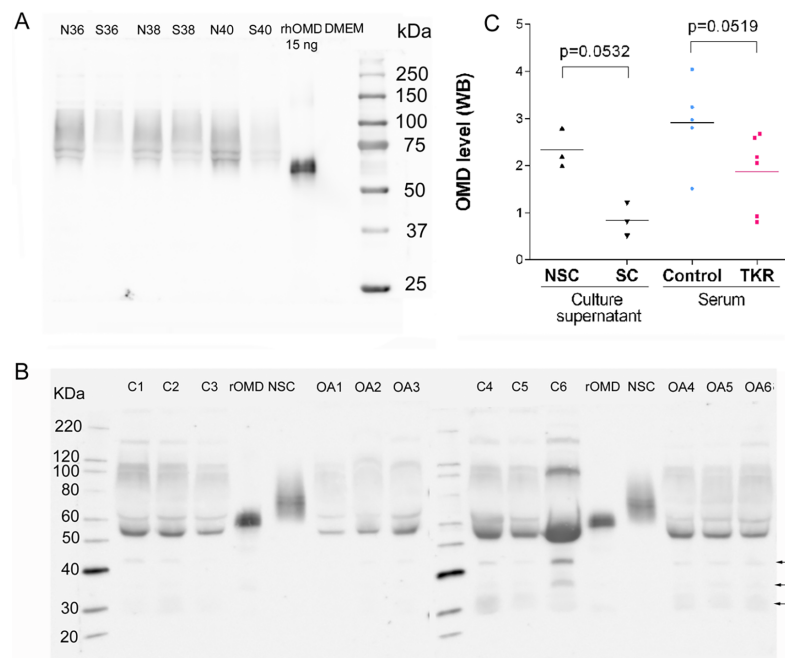 A
N36 S36 N38 S38 N40 S40 rhOMD DMEM kDa
15 ng
250
150
100
75
50
37
25
C
p=0.0532
p=0.0519
OMD level (WB)
5
4
3
2
1
0
NSC SC Control TKR
Culture supernatant
Serum
B
KDa C1 C2 C3 rOMD NSC OA1 OA2 OA3 C4 C5 C6 rOMD NSC OA4 OA5 OA6
220
120
100
80
60
50
40
30
20